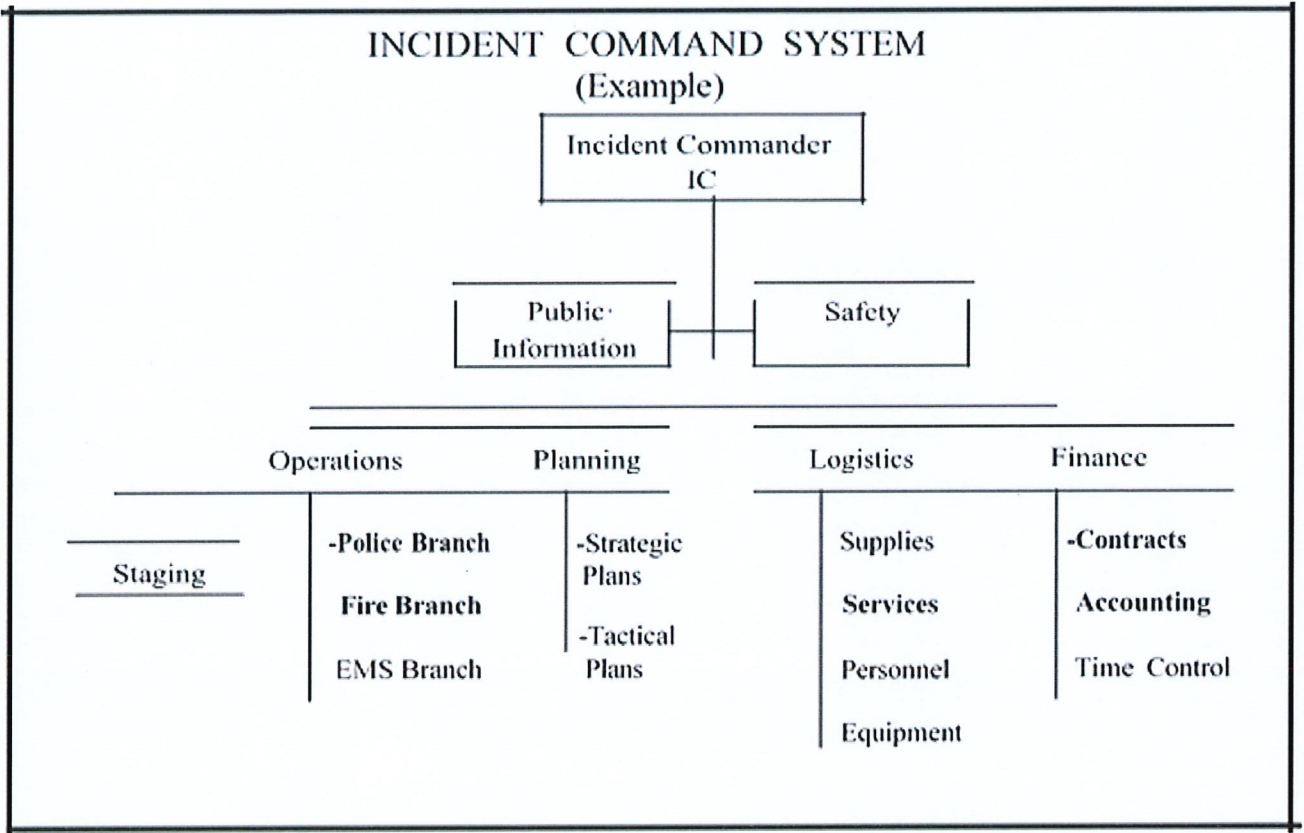 INCIDENT COMMAND SYSTEM
(Example)
Incident Commander
IC
Public·
Information
Safety
Operations
Planning
Logistics
Finance
Staging
-Police Branch
Fire Branch
EMS Branch
-Strategic
Plans
-Tactical
Plans
Supplies
Services
Personnel
Equipment
-Contracts
Accounting
Time Control